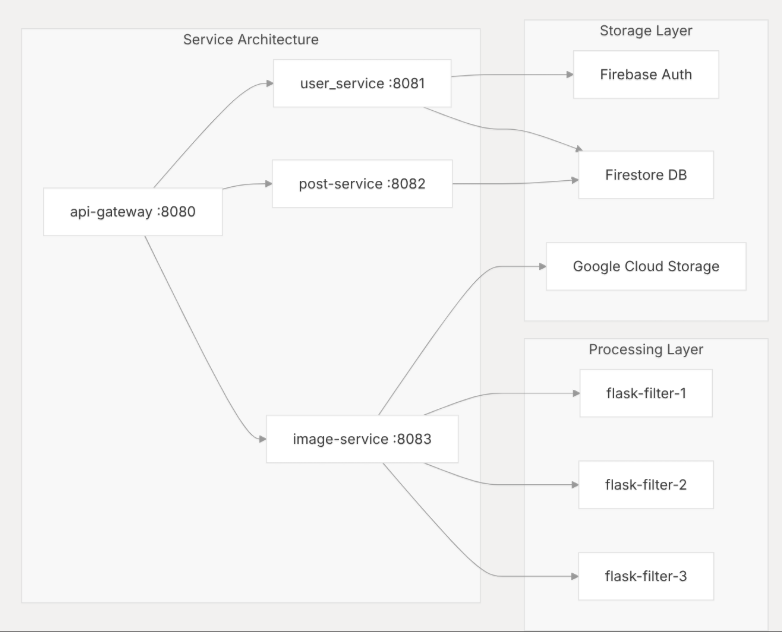 Service Architecture
user_service :8081
post-service :8082
api-gateway :8080
image-service :8083
Storage Layer
Firebase Auth
Firestore DB
Google Cloud Storage
Processing Layer
flask-filter-1
flask-filter-2
flask-filter-3